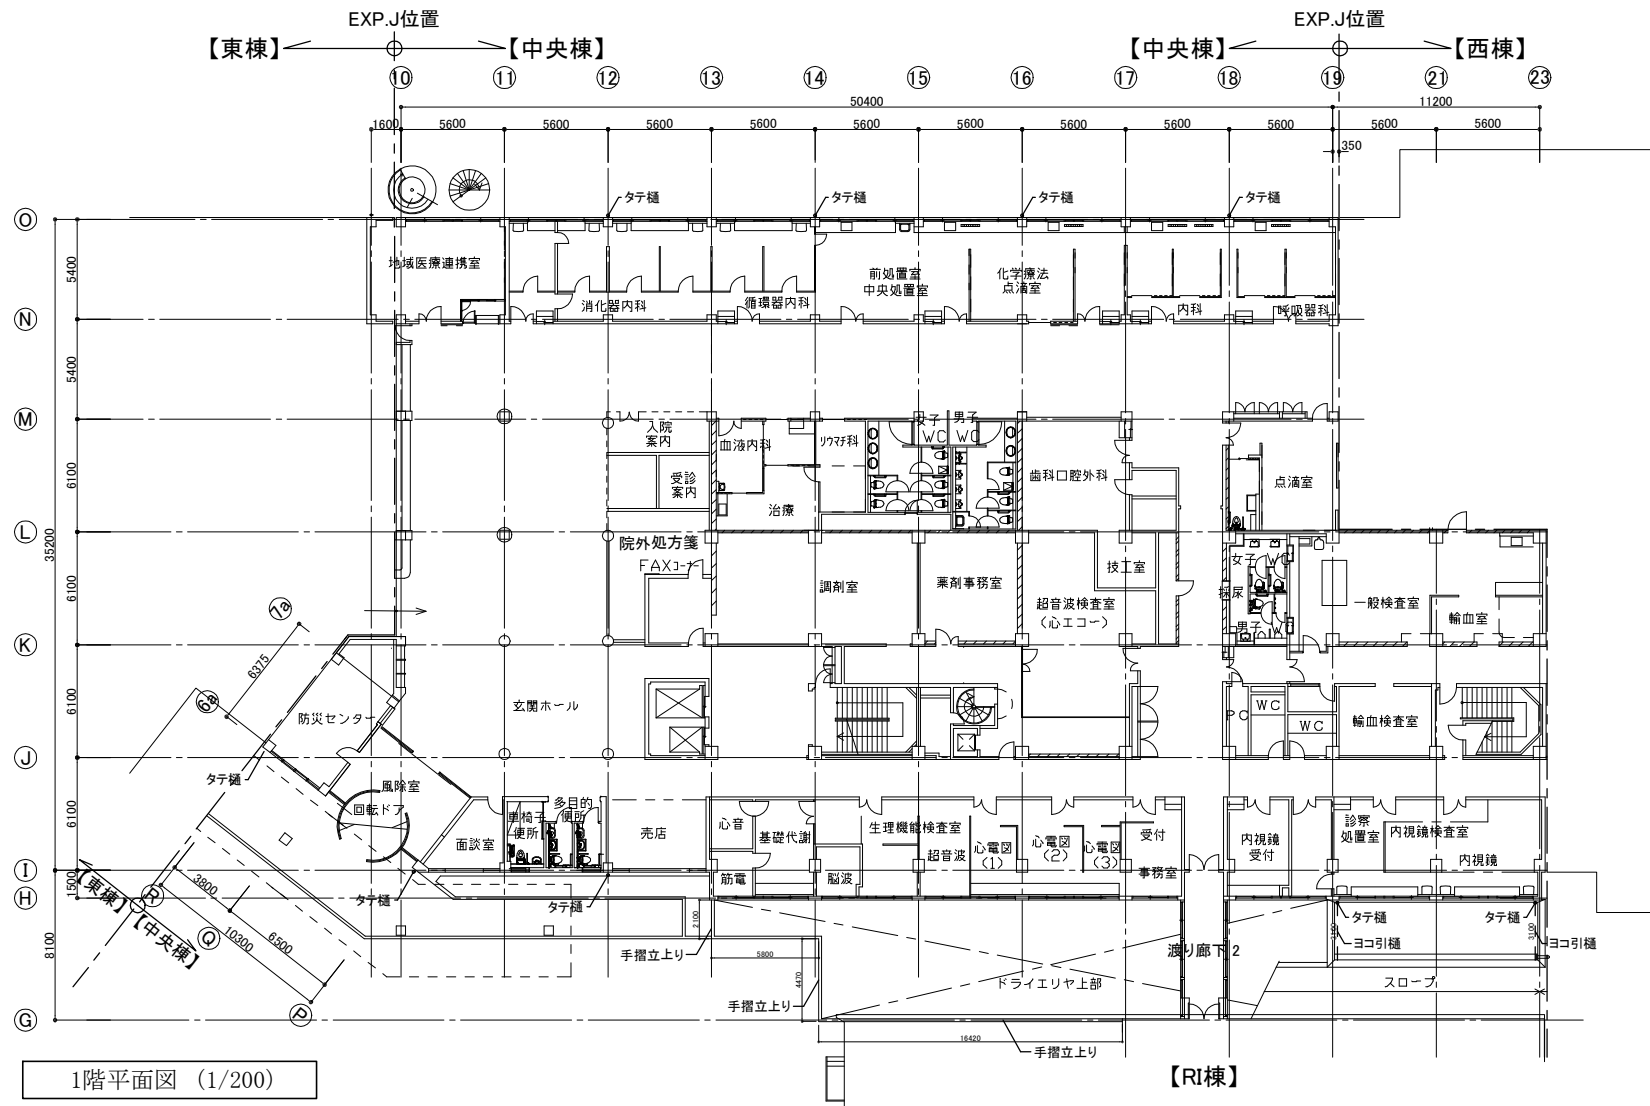 EXP.J位置
EXP.J位置
【東棟】
【中央棟】
【中央棟】
【西棟】
10 11 12 13 14 15 16 17 18 19 21 23
50400
11200
1600 5600 5600 5600 5600 5600 5600 5600 5600 5600 5600 5600
350
タテ樋 タテ樋 タテ樋 タテ樋
O
5400
地域医療連携室
消化器内科
循環器内科
前処置室
中央処置室
化学療法
点滴室
内科
呼吸器科
N
5400
M
入院
案内
受診
案内
血液内科
リウマチ科
治療
女子
WC
男子
WC
歯科口腔外科
点滴室
6100
L
35200
院外処方箋
FAXコーナー
調剤室
薬剤事務室
技工室
超音波検査室
(心エコー)
女子 WC
採尿
男子 WC
一般検査室
輸血室
6100
7a
K
6375
6a
6100
防災センター
玄関ホール
PC
WC
WC
輸血検査室
J
タテ樋
風除室
回転ドア
6100
面談室
車椅子
便所
多目的
便所
売店
心音
基礎代謝
筋電
脳波
生理機能検査室
超音波
心電図
(1)
心電図
(2)
心電図
(3)
受付
事務室
内視鏡
受付
診察
処置室
内視鏡検査室
内視鏡
I
1500
H
【東棟】
【中央棟】
R
Q
P
3800
10300
6500
タテ樋
タテ樋
2100
手摺立上り
5800
4470
手摺立上り
渡り廊下2
ドライエリヤ上部
タテ樋
タテ樋
3100
3100
ヨコ引樋
ヨコ引樋
スロープ
8100
G
16420
手摺立上り
【RI棟】
1階平面図 (1/200)